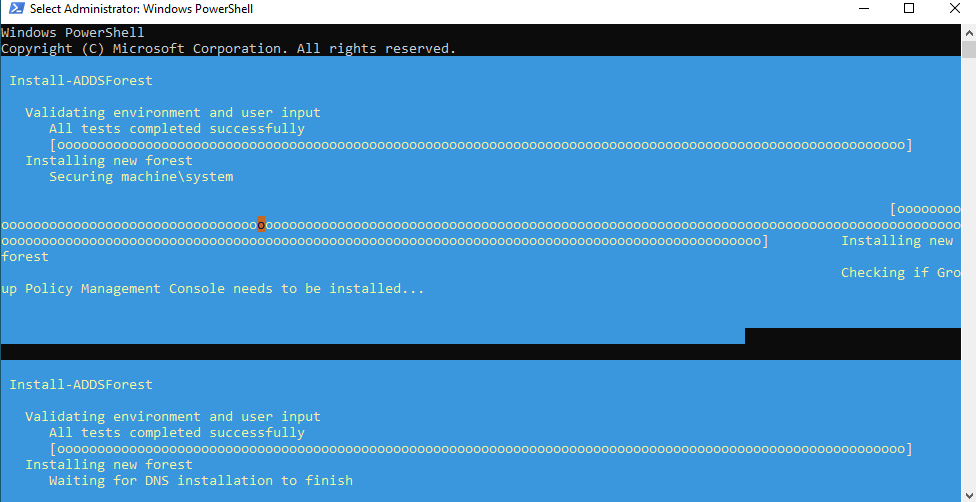 Select Administrator: Windows PowerShell
Windows PowerShell
Copyright (C) Microsoft Corporation. All rights reserved.
Install-ADDSForest
Validating environment and user input
All tests completed successfully
[oooooooooooooooooooooooooooooooooooooooooooooooooooooooooooooooooooooooooooooooooooooooooooooooooooooooooo]
Installing new forest
Securing machine\system
[oooooooo
oooooooooooooooooooooooooooooooooooooooooooooooooooooooooooooooooooooooooooooooooooooooooooooooooooooooooooooooooooooooo
ooooooooooooooooooooooooooooooooooooooooooooooooooooooooooooooooooooooooooooooooooooooooooooooo] Installing new
forest
Checking if Gro
up Policy Management Console needs to be installed...
Install-ADDSForest
Validating environment and user input
All tests completed successfully
[oooooooooooooooooooooooooooooooooooooooooooooooooooooooooooooooooooooooooooooooooooooooooooooooooooooooooo]
Installing new forest
Waiting for DNS installation to finish